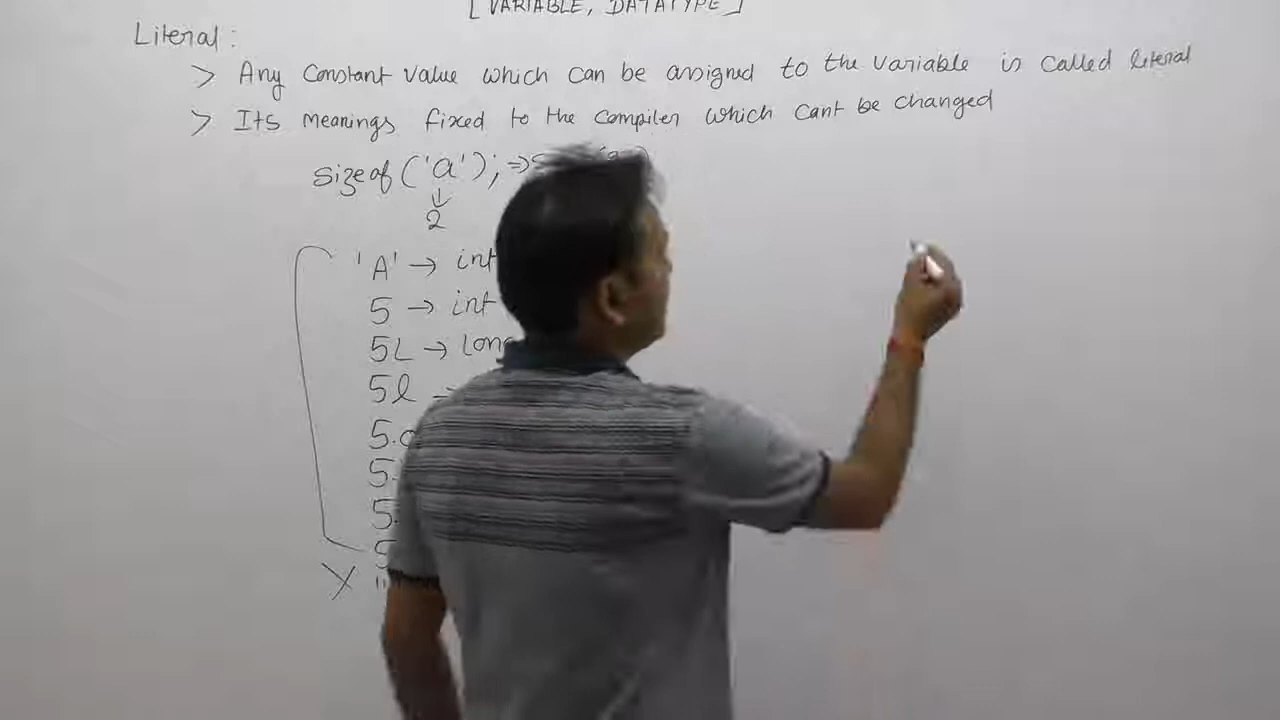 [VARIABLE, DATATYPE]
Literal:
> Any Constant value which can be assigned to the variable is called literal
> Its meanings fixed to the compiler which cant be changed
sizeof('a'); ⇒ s
↓
2
'A' → int
5 → int
5L → long
5l →
5.
5.
5.
5
X "